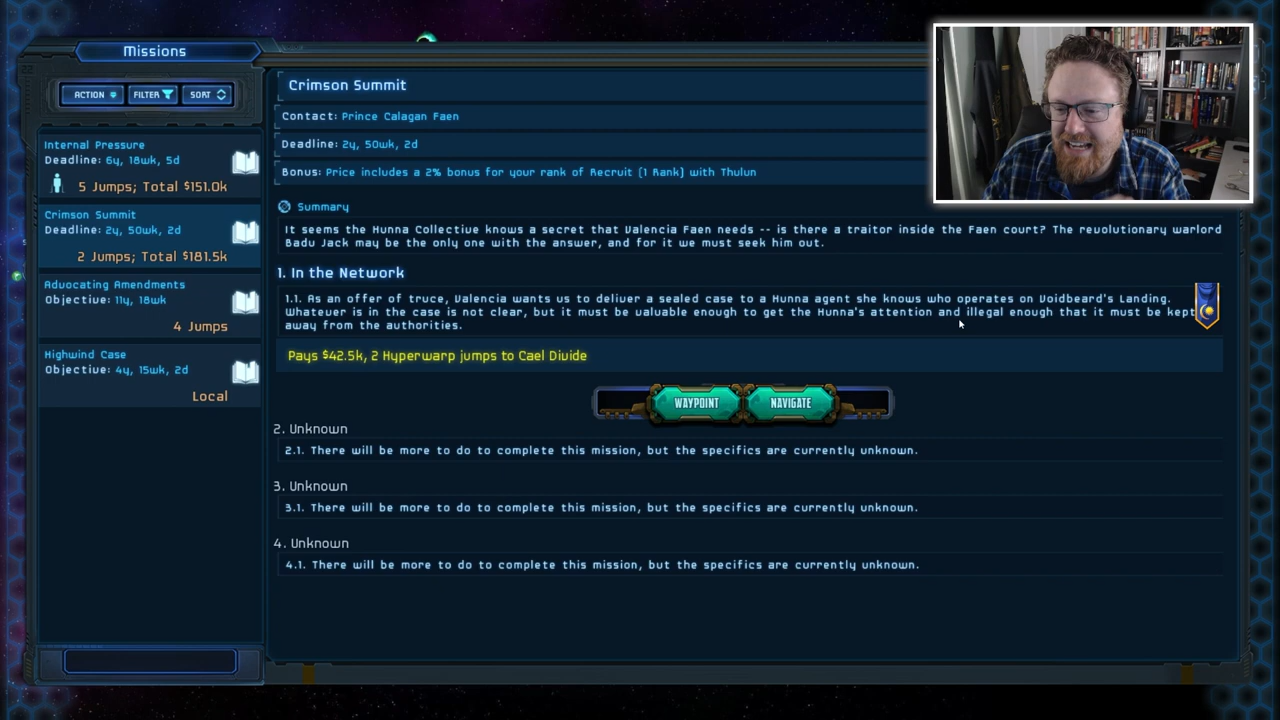 Missions
ACTION
FILTER
SORT
Internal Pressure
Deadline: 6y, 18wk, 5d
5 Jumps; Total $151.0k
Crimson Summit
Deadline: 2y, 50wk, 2d
2 Jumps; Total $181.5k
Advocating Amendments
Objective: 11y, 18wk
4 Jumps
Highwind Case
Objective: 4y, 15wk, 2d
Local
Crimson Summit
Contact: Prince Calagan Faen
Deadline: 2y, 50wk, 2d
Bonus: Price includes a 2% bonus for your rank of Recruit (1 Rank) with Thulun
Summary
It seems the Hunna Collective knows a secret that Valencia Faen needs -- is there a traitor inside the Faen court? The revolutionary warlord
Badu Jack may be the only one with the answer, and for it we must seek him out.
1. In the Network
1.1. As an offer of truce, Valencia wants us to deliver a sealed case to a Hunna agent she knows who operates on Voidbeard's Landing.
Whatever is in the case is not clear, but it must be valuable enough to get the Hunna's attention and illegal enough that it must be kept
away from the authorities.
Pays $42.5k, 2 Hyperwarp jumps to Cael Divide
WAYPOINT
NAVIGATE
2. Unknown
2.1. There will be more to do to complete this mission, but the specifics are currently unknown.
3. Unknown
3.1. There will be more to do to complete this mission, but the specifics are currently unknown.
4. Unknown
4.1. There will be more to do to complete this mission, but the specifics are currently unknown.